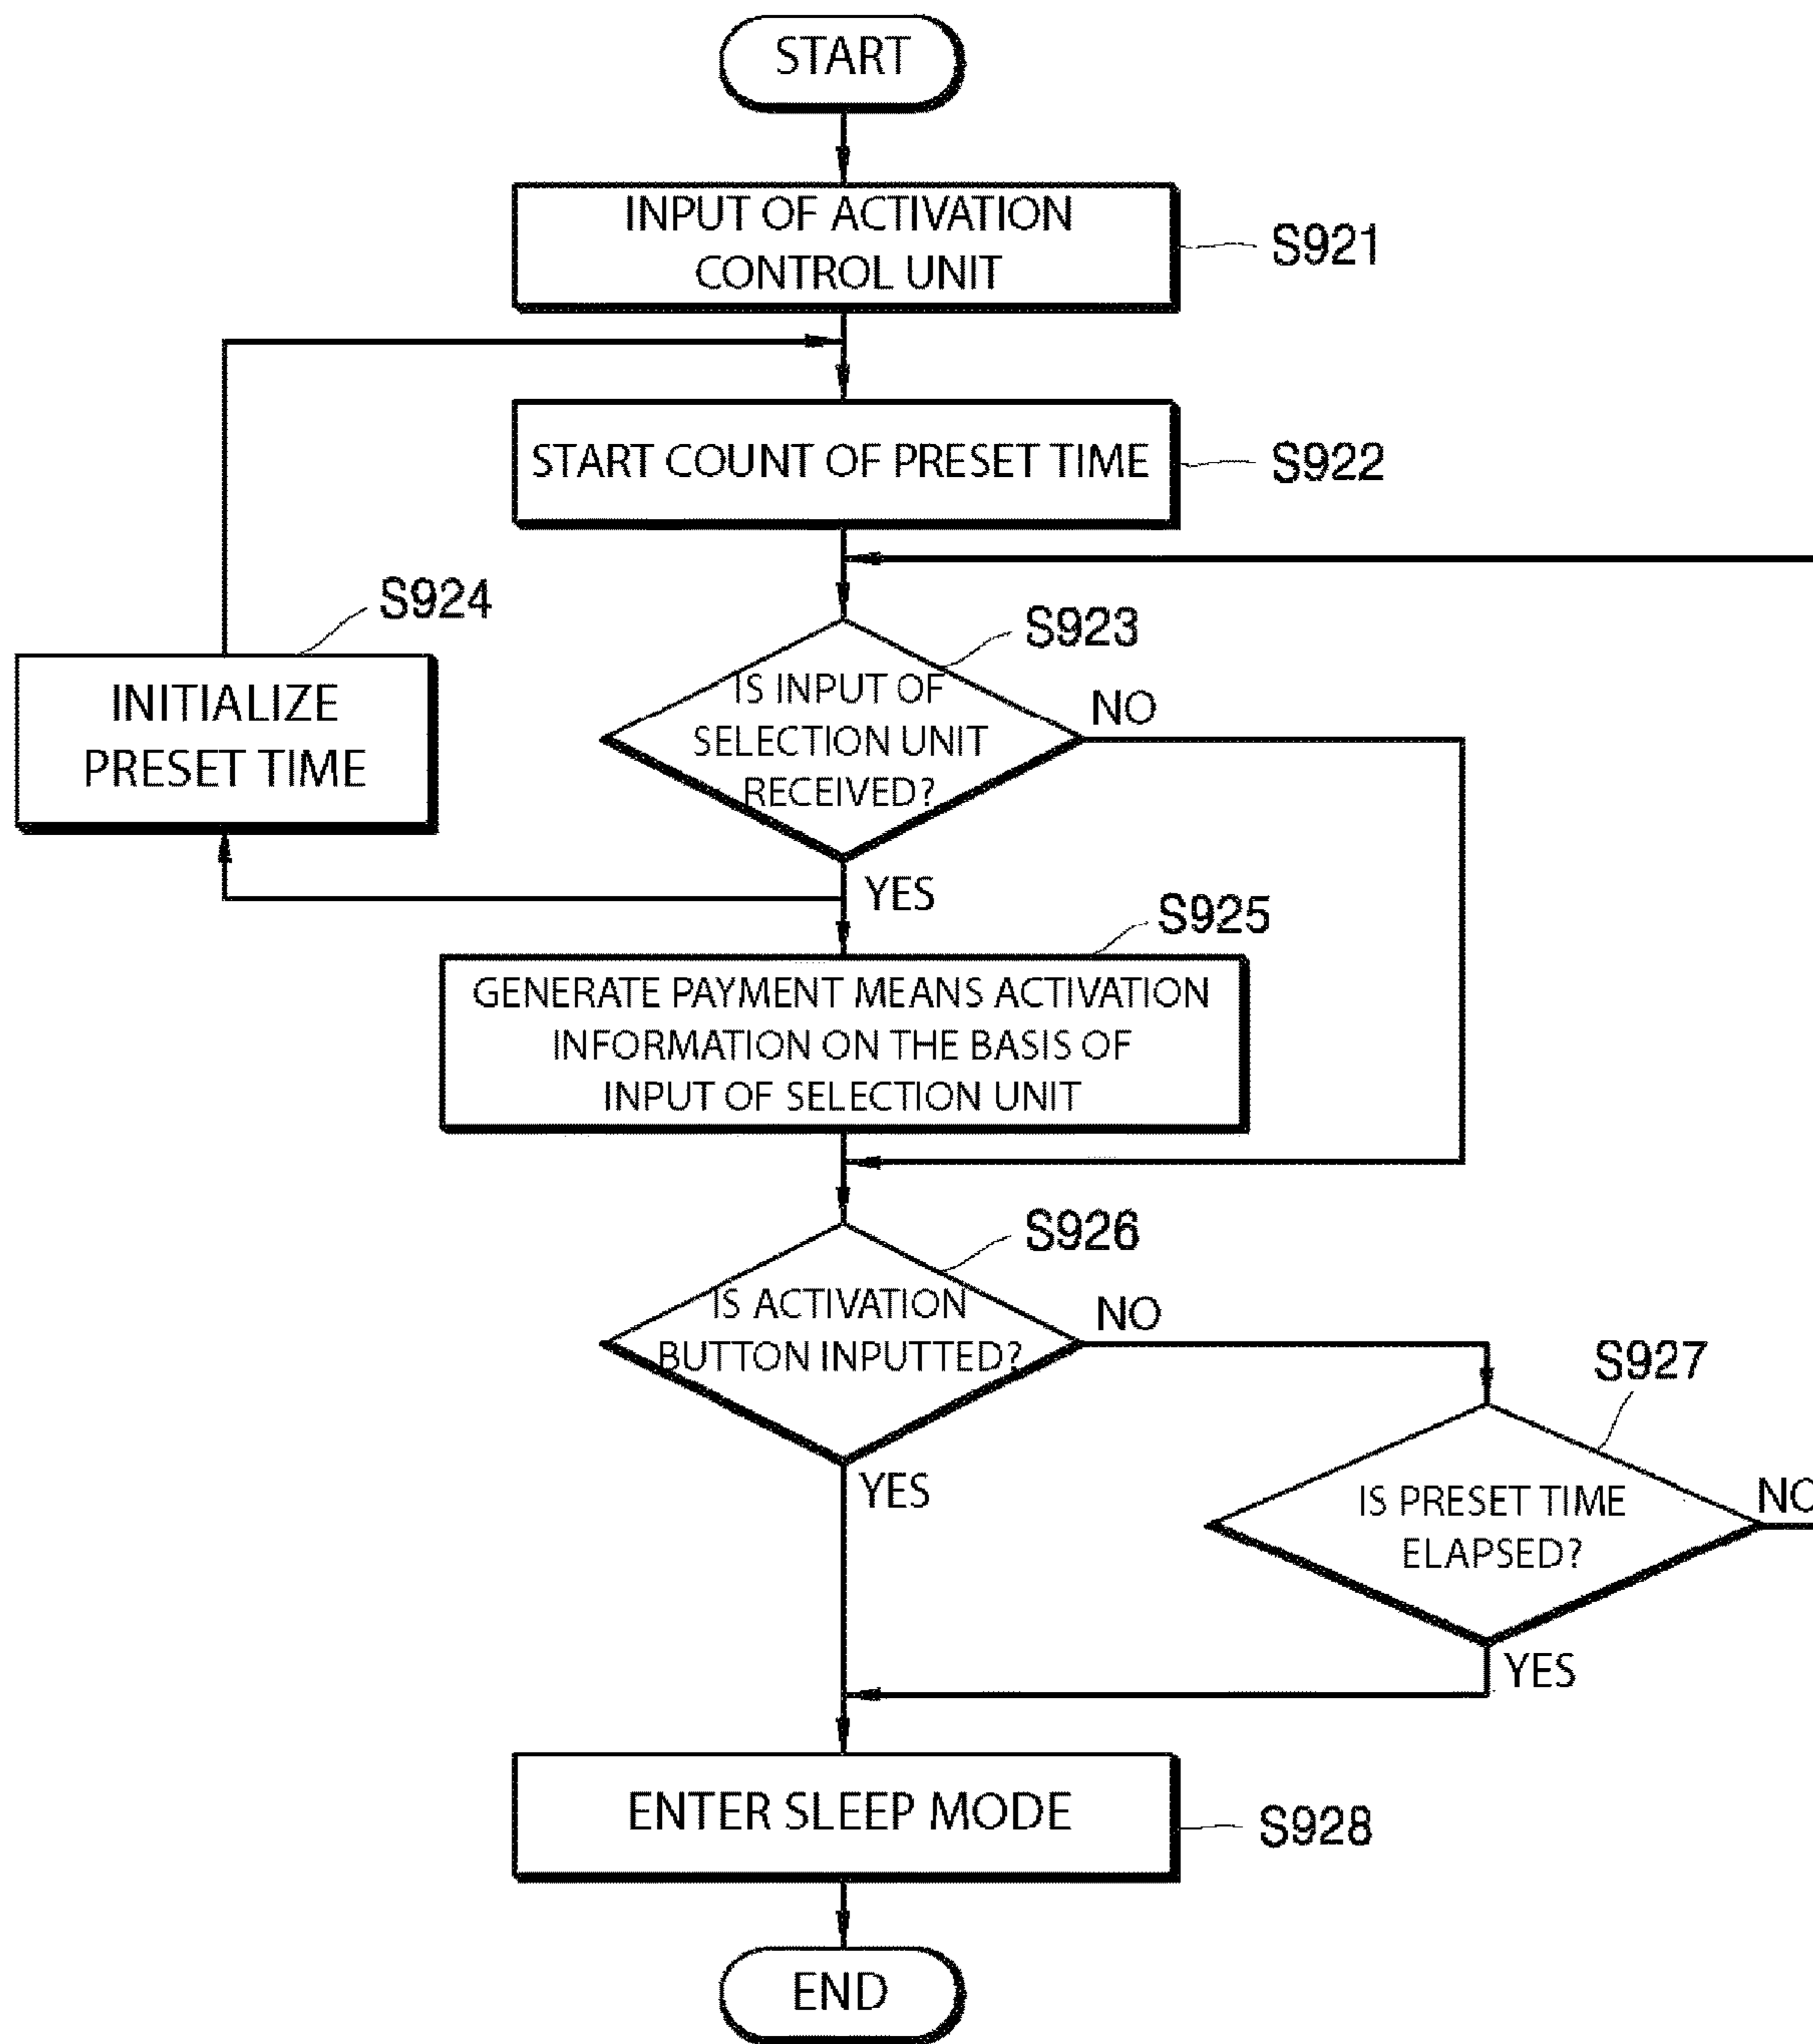 START
INPUT OF ACTIVATION
CONTROL UNIT
S921
START COUNT OF PRESET TIME
S922
S924
INITIALIZE
PRESET TIME
S923
IS INPUT OF
SELECTION UNIT
RECEIVED?
NO
YES
S925
GENERATE PAYMENT MEANS ACTIVATION
INFORMATION ON THE BASIS OF
INPUT OF SELECTION UNIT
S926
IS ACTIVATION
BUTTON INPUTTED?
NO
YES
S927
IS PRESET TIME
ELAPSED?
NO
YES
ENTER SLEEP MODE
S928
END